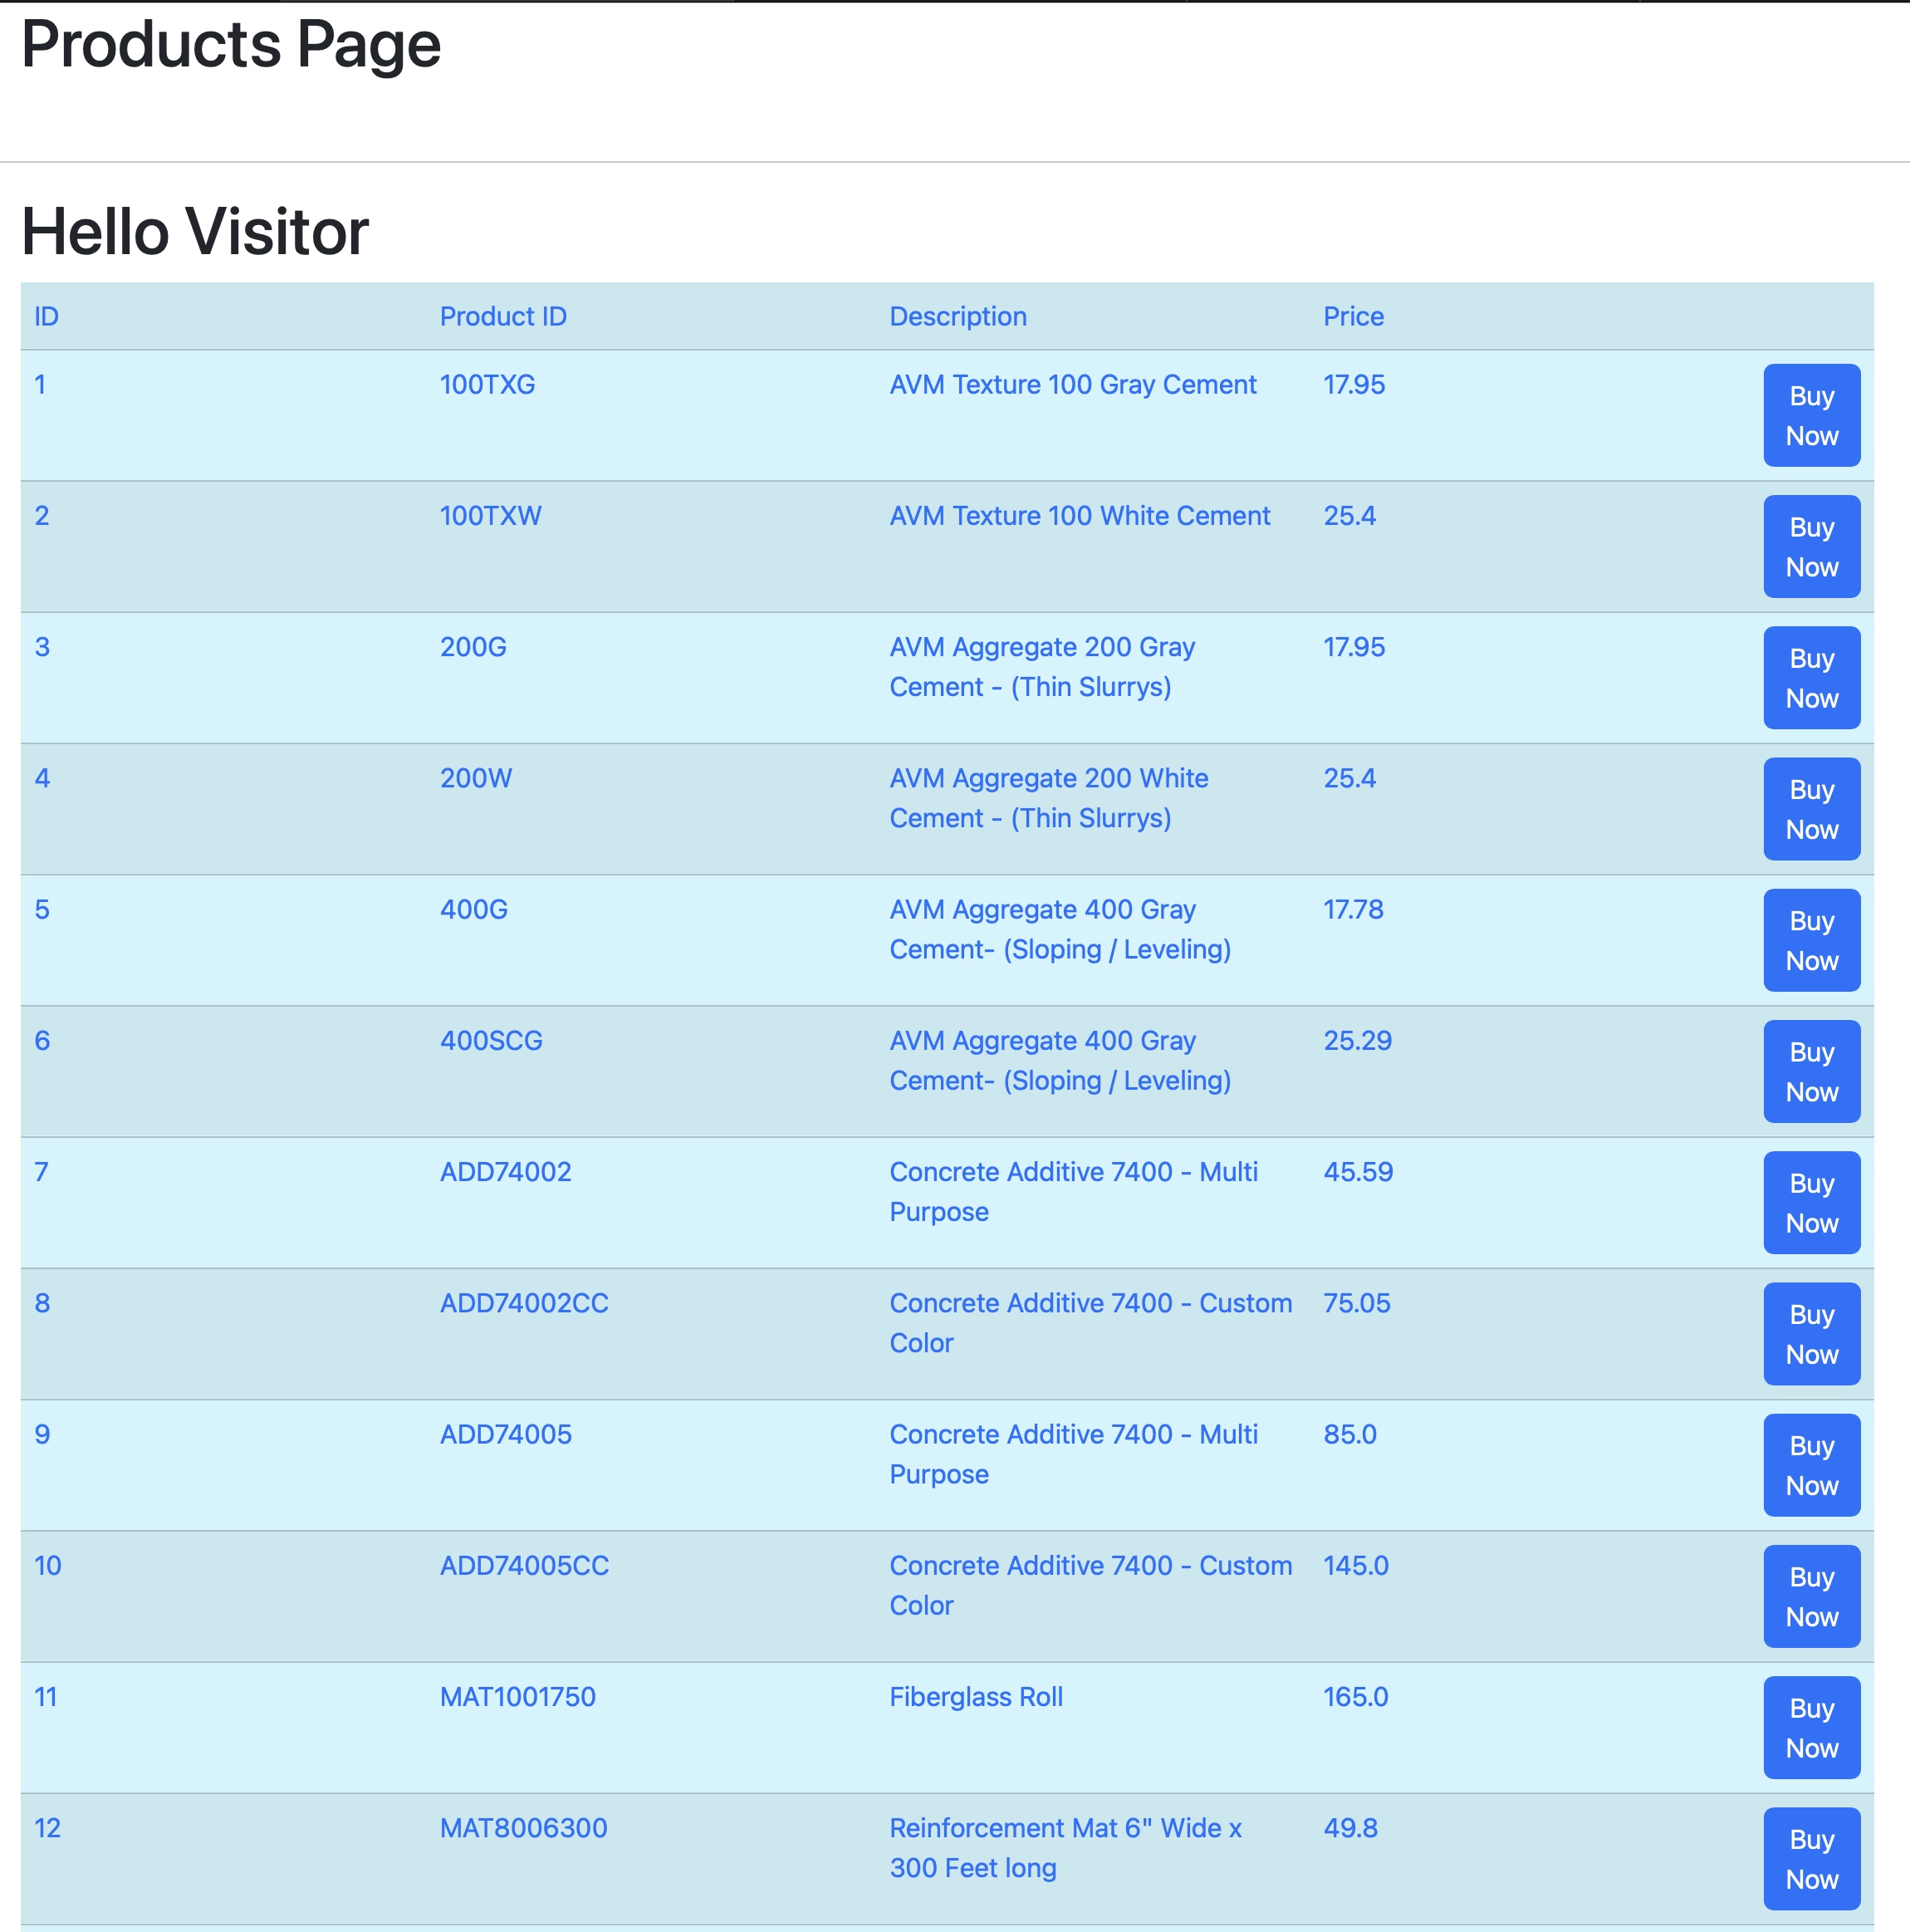 Products Page
Hello Visitor
ID Product ID Description Price
1 100TXG AVM Texture 100 Gray Cement 17.95 Buy
Now
2 100TXW AVM Texture 100 White Cement 25.4 Buy
Now
3 200G AVM Aggregate 200 Gray 17.95 Buy
Cement - (Thin Slurrys) Now
4 200W AVM Aggregate 200 White 25.4 Buy
Cement - (Thin Slurrys) Now
5 400G AVM Aggregate 400 Gray 17.78 Buy
Cement- (Sloping / Leveling) Now
6 400SCG AVM Aggregate 400 Gray 25.29 Buy
Cement- (Sloping / Leveling) Now
7 ADD74002 Concrete Additive 7400 - Multi 45.59 Buy
Purpose Now
8 ADD74002CC Concrete Additive 7400 - Custom 75.05 Buy
Color Now
9 ADD74005 Concrete Additive 7400 - Multi 85.0 Buy
Purpose Now
10 ADD74005CC Concrete Additive 7400 - Custom 145.0 Buy
Color Now
11 MAT1001750 Fiberglass Roll 165.0 Buy
Now
12 MAT8006300 Reinforcement Mat 6" Wide x 49.8 Buy
300 Feet long Now